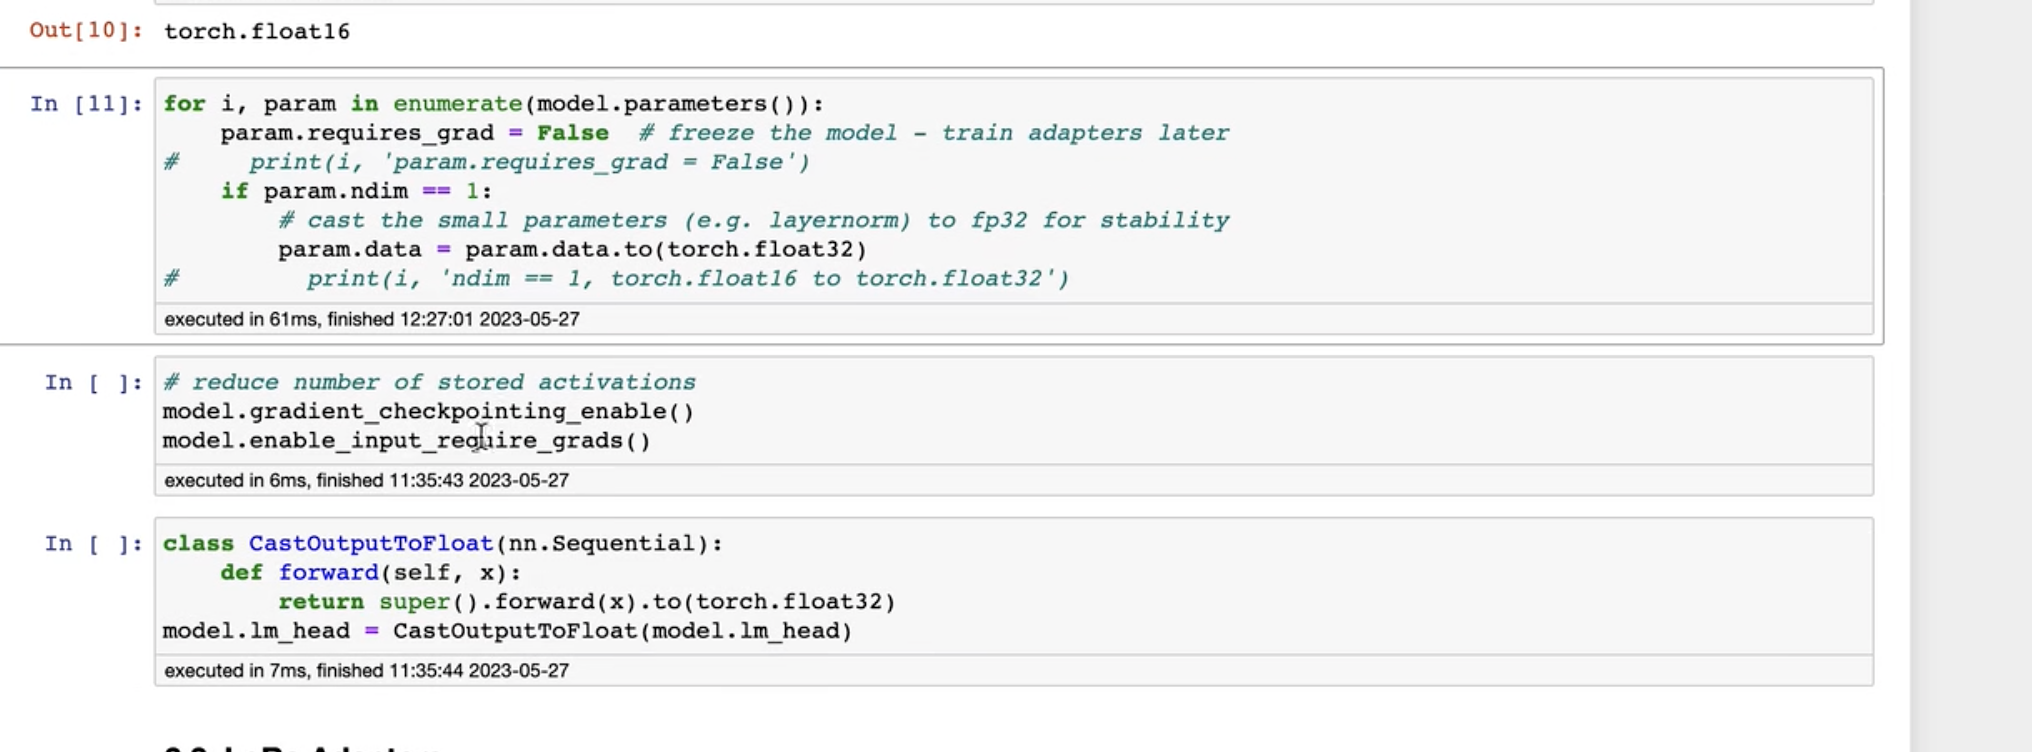 Out[10]: torch.float16
In [11]: for i, param in enumerate(model.parameters()):
    param.requires_grad = False  # freeze the model – train adapters later
#     print(i, 'param.requires_grad = False')
    if param.ndim == 1:
        # cast the small parameters (e.g. layernorm) to fp32 for stability
        param.data = param.data.to(torch.float32)
#         print(i, 'ndim == 1, torch.float16 to torch.float32')
executed in 61ms, finished 12:27:01 2023-05-27
In [ ]: # reduce number of stored activations
model.gradient_checkpointing_enable()
model.enable_input_require_grads()
executed in 6ms, finished 11:35:43 2023-05-27
In [ ]: class CastOutputToFloat(nn.Sequential):
    def forward(self, x):
        return super().forward(x).to(torch.float32)
model.lm_head = CastOutputToFloat(model.lm_head)
executed in 7ms, finished 11:35:44 2023-05-27